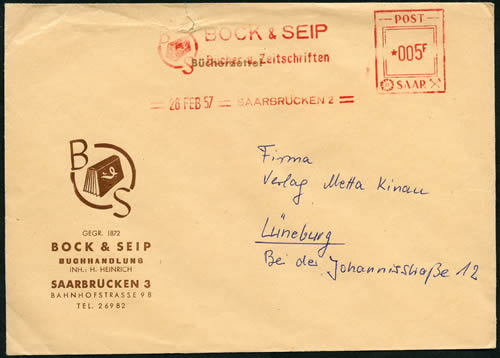 BOCK & SEIP
Bücher u. Zeitschriften
Bücherzettel
B
S
26 FEB 57
SAARBRÜCKEN 2
POST
*005F
SAAR
B
S
GEGR. 1872
BOCK & SEIP
BUCHHANDLUNG
INH.: H. HEINRICH
SAARBRÜCKEN 3
BAHNHOFSTRASSE 98
TEL. 26982
Firma
Verlag Metta Kinau
Lüneburg
Bei der Johannisstraße 12